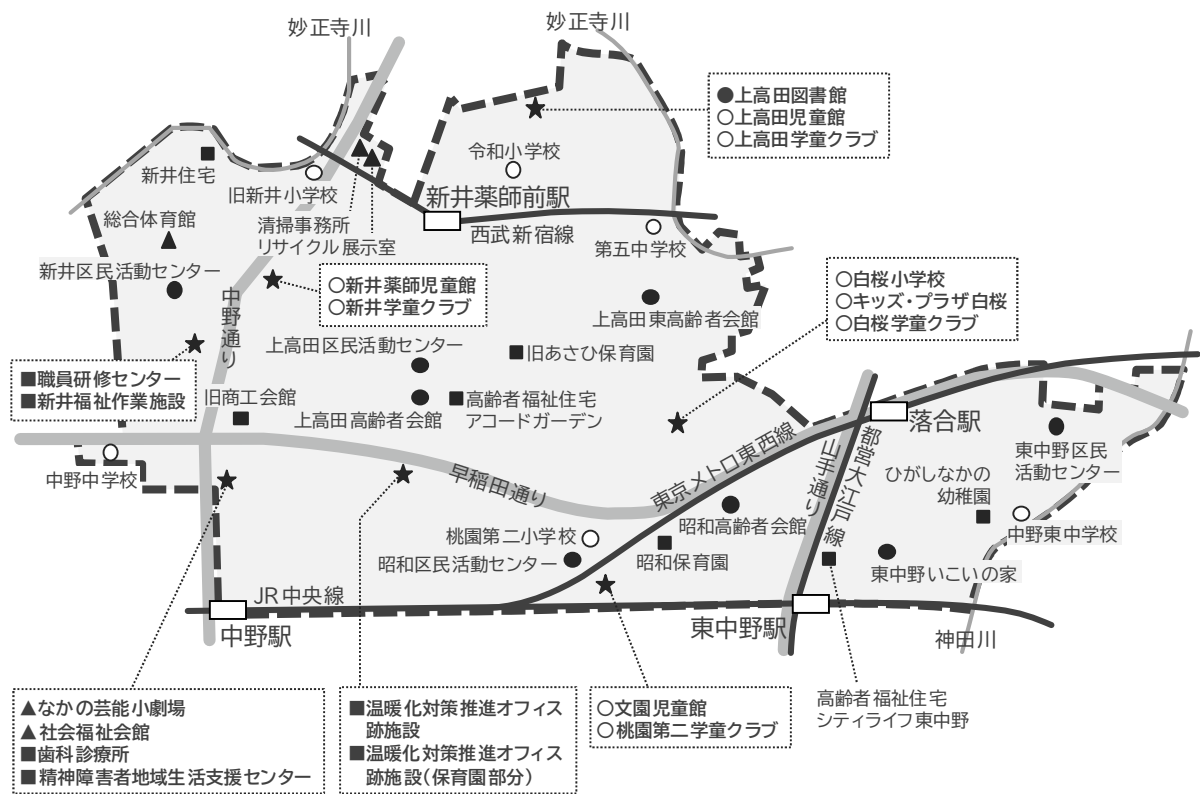 妙正寺川
妙正寺川
●上高田図書館
○上高田児童館
○上高田学童クラブ
令和小学校
新井住宅
旧新井小学校
新井薬師前駅
総合体育館
清掃事務所
リサイクル展示室
西武新宿線
第五中学校
新井区民活動センター
○新井薬師児童館
○新井学童クラブ
○白桜小学校
○キッズ・プラザ白桜
○白桜学童クラブ
中野通り
上高田東高齢者会館
上高田区民活動センター
旧あさひ保育園
■職員研修センター
■新井福祉作業施設
旧商工会館
上高田高齢者会館
高齢者福祉住宅
アコードガーデン
落合駅
中野中学校
早稲田通り
東京メトロ東西線
山手通り
都営大江戸線
東中野区民
活動センター
ひがしなかの
幼稚園
昭和高齢者会館
桃園第二小学校
昭和区民活動センター
昭和保育園
中野東中学校
東中野いこいの家
JR中央線
中野駅
東中野駅
神田川
▲なかの芸能小劇場
▲社会福祉会館
■歯科診療所
■精神障害者地域生活支援センター
■温暖化対策推進オフィス
跡施設
■温暖化対策推進オフィス
跡施設(保育園部分)
○文園児童館
○桃園第二学童クラブ
高齢者福祉住宅
シティライフ東中野